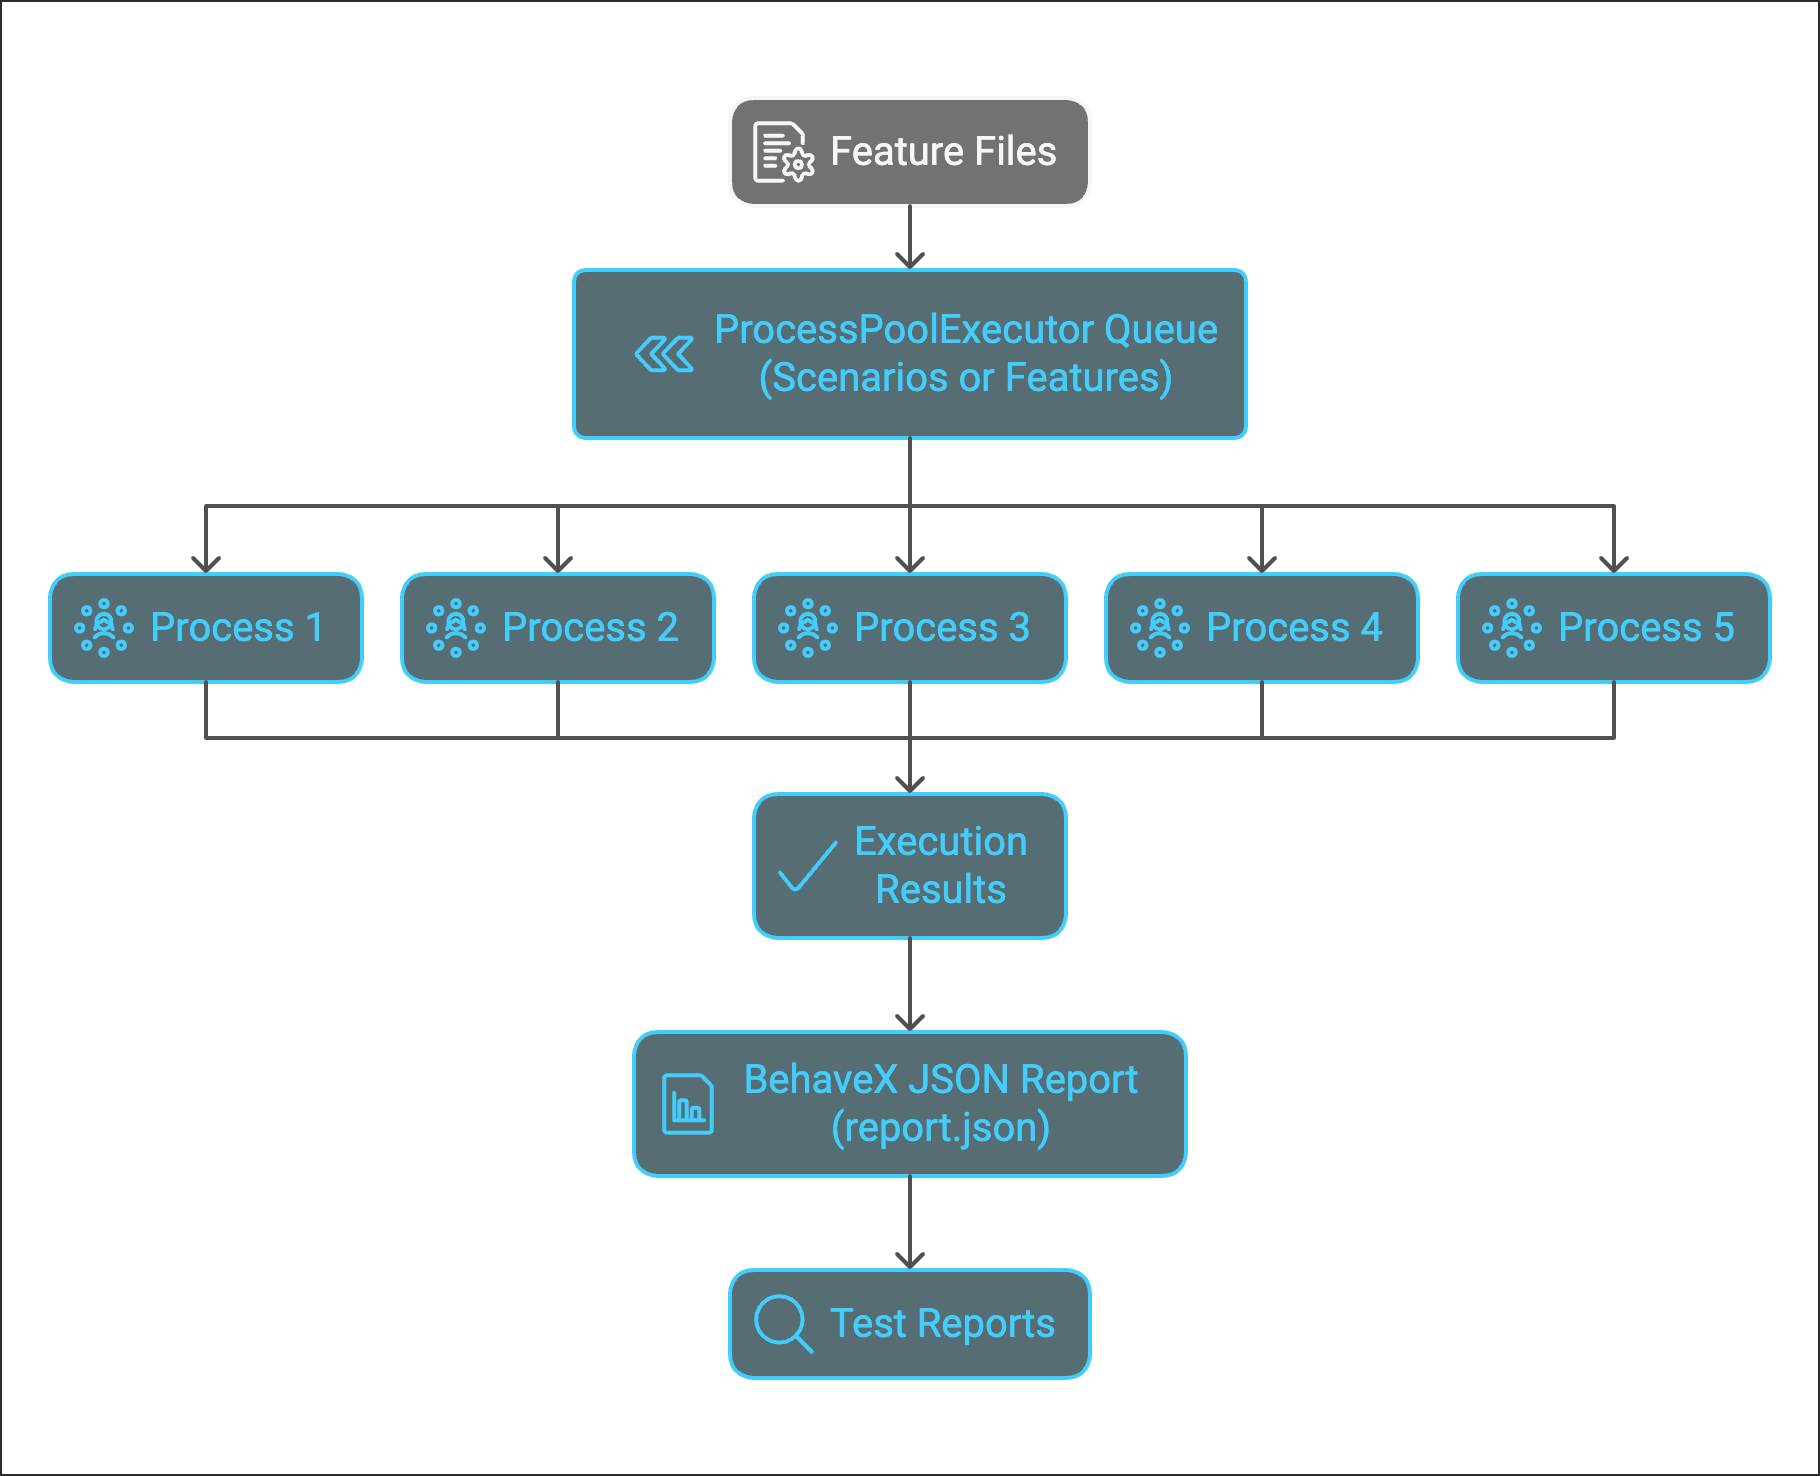 Feature Files
ProcessPoolExecutor Queue
(Scenarios or Features)
Process 1
Process 2
Process 3
Process 4
Process 5
Execution
Results
BehaveX JSON Report
(report.json)
Test Reports